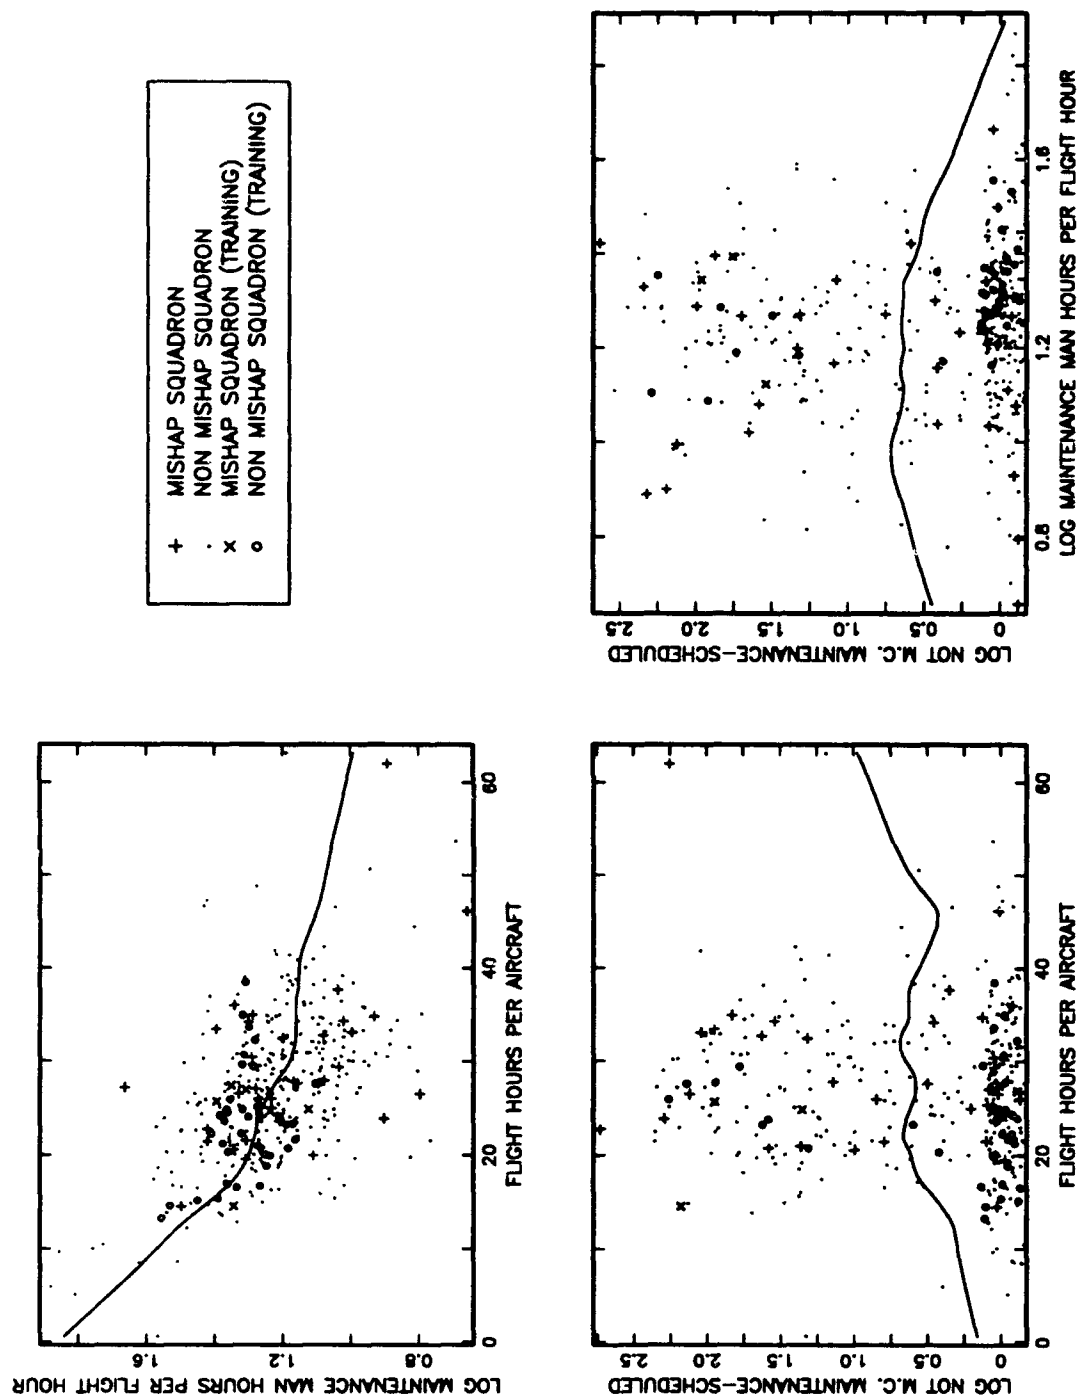 + MISHAP SQUADRON
· NON MISHAP SQUADRON
x MISHAP SQUADRON (TRAINING)
o NON MISHAP SQUADRON (TRAINING)
LOG MAINTENANCE MAN HOURS PER FLIGHT HOUR
0.8 1.2 1.6
0 20 40 60
FLIGHT HOURS PER AIRCRAFT
LOG NOT M.C. MAINTENANCE-SCHEDULED
0 0.5 1.0 1.5 2.0 2.5
0 20 40 60
FLIGHT HOURS PER AIRCRAFT
LOG NOT M.C. MAINTENANCE-SCHEDULED
0 0.5 1.0 1.5 2.0 2.5
0.8 1.2 1.6
LOG MAINTENANCE MAN HOURS PER FLIGHT HOUR